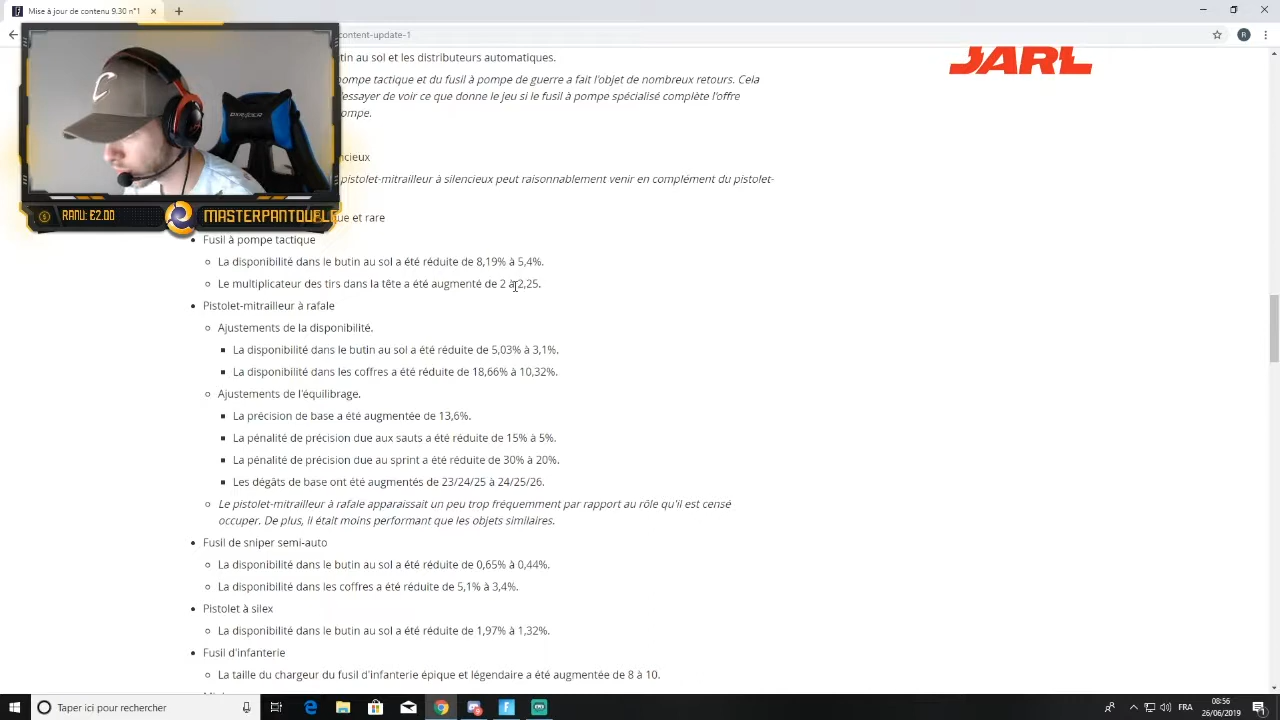 Mise à jour de contenu 9.30 n°1
content-update-1
JARL
tin au sol et les distributeurs automatiques.
pompe tactique et du fusil à pompe de guerre a fait l'objet de nombreux retours. Cela
essayer de voir ce que donne le jeu si le fusil à pompe spécialisé complète l'offre
pompe.
ncieux
pistolet-mitrailleur à silencieux peut raisonnablement venir en complément du pistolet-
DXRACER
RANU: £2.00
MASTERPANTOUFLE
que et rare
Fusil à pompe tactique
La disponibilité dans le butin au sol a été réduite de 8,19% à 5,4%.
Le multiplicateur des tirs dans la tête a été augmenté de 2 à 2,25.
Pistolet-mitrailleur à rafale
Ajustements de la disponibilité.
La disponibilité dans le butin au sol a été réduite de 5,03% à 3,1%.
La disponibilité dans les coffres a été réduite de 18,66% à 10,32%.
Ajustements de l'équilibrage.
La précision de base a été augmentée de 13,6%.
La pénalité de précision due aux sauts a été réduite de 15% à 5%.
La pénalité de précision due au sprint a été réduite de 30% à 20%.
Les dégâts de base ont été augmentés de 23/24/25 à 24/25/26.
Le pistolet-mitrailleur à rafale apparaissait un peu trop fréquemment par rapport au rôle qu'il est censé
occuper. De plus, il était moins performant que les objets similaires.
Fusil de sniper semi-auto
La disponibilité dans le butin au sol a été réduite de 0,65% à 0,44%.
La disponibilité dans les coffres a été réduite de 5,1% à 3,4%.
Pistolet à silex
La disponibilité dans le butin au sol a été réduite de 1,97% à 1,32%.
Fusil d'infanterie
La taille du chargeur du fusil d'infanterie épique et légendaire a été augmentée de 8 à 10.
Taper ici pour rechercher
FRA
08:56
26/06/2019